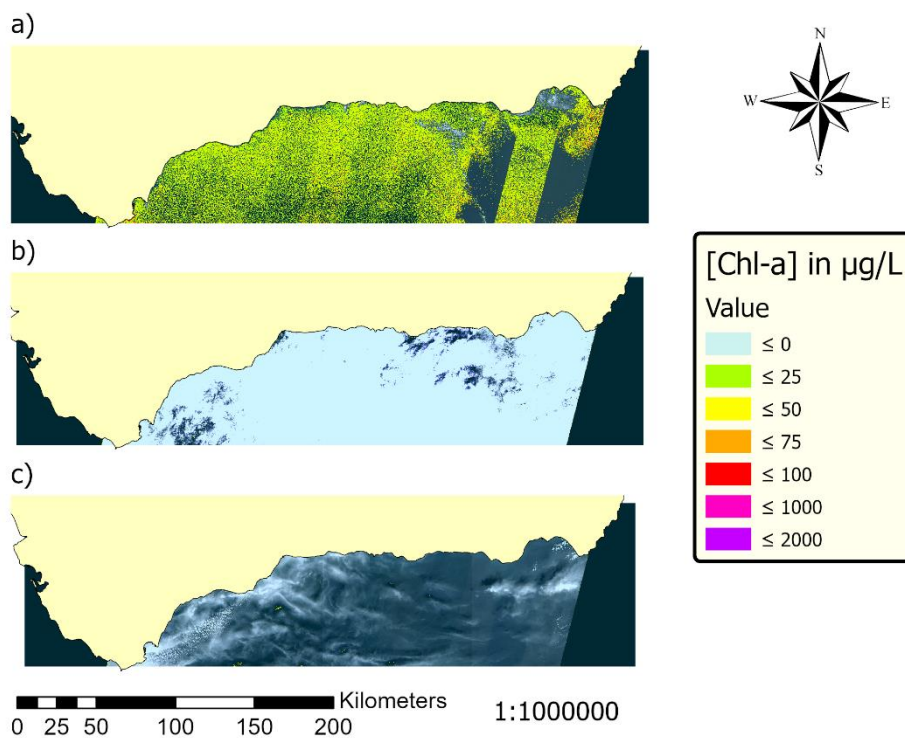 a)
N
W
E
S
b)
[Chl-a] in µg/L
Value
≤ 0
≤ 25
≤ 50
≤ 75
≤ 100
≤ 1000
≤ 2000
c)
Kilometers
0 25 50 100 150 200
1:1000000